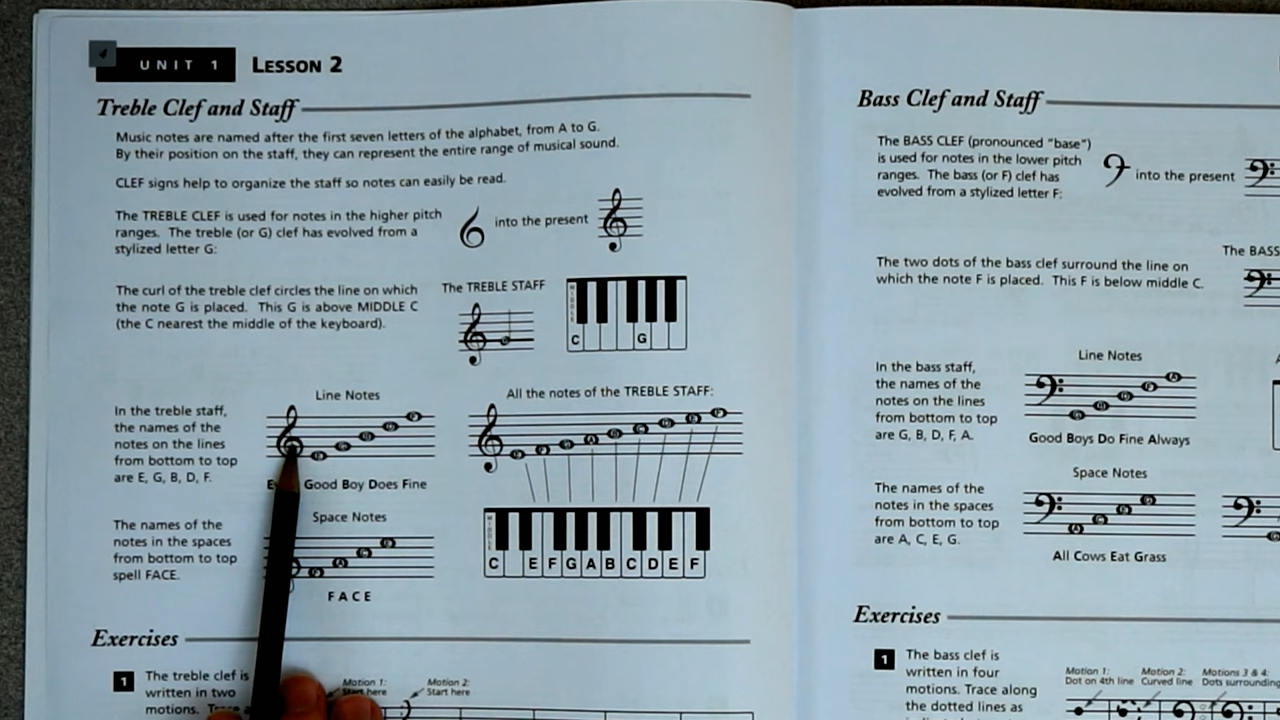 4
UNIT 1
LESSON 2
Treble Clef and Staff
Music notes are named after the first seven letters of the alphabet, from A to G.
By their position on the staff, they can represent the entire range of musical sound.
CLEF signs help to organize the staff so notes can easily be read.
The TREBLE CLEF is used for notes in the higher pitch
ranges. The treble (or G) clef has evolved from a
stylized letter G:
into the present
The curl of the treble clef circles the line on which
the note G is placed. This G is above MIDDLE C
(the C nearest the middle of the keyboard).
The TREBLE STAFF
MIDDLE
C G
In the treble staff,
the names of the
notes on the lines
from bottom to top
are E, G, B, D, F.
Line Notes
Good Boy Does Fine
All the notes of the TREBLE STAFF:
The names of the
notes in the spaces
from bottom to top
spell FACE.
Space Notes
F A C E
MIDDLE
C E F G A B C D E F
Exercises
1
The treble clef is
written in two
motions.
Motion 1:
Start here
Motion 2:
Start here
Bass Clef and Staff
The BASS CLEF (pronounced "base")
is used for notes in the lower pitch
ranges. The bass (or F) clef has
evolved from a stylized letter F:
into the present
The two dots of the bass clef surround the line on
which the note F is placed. This F is below middle C.
The BASS
In the bass staff,
the names of the
notes on the lines
from bottom to top
are G, B, D, F, A.
Line Notes
Good Boys Do Fine Always
The names of the
notes in the spaces
from bottom to top
are A, C, E, G.
Space Notes
All Cows Eat Grass
Exercises
1
The bass clef is
written in four
motions. Trace along
the dotted lines as
Motion 1:
Dot on 4th line
Motion 2:
Curved line
Motions 3 & 4:
Dots surrounding